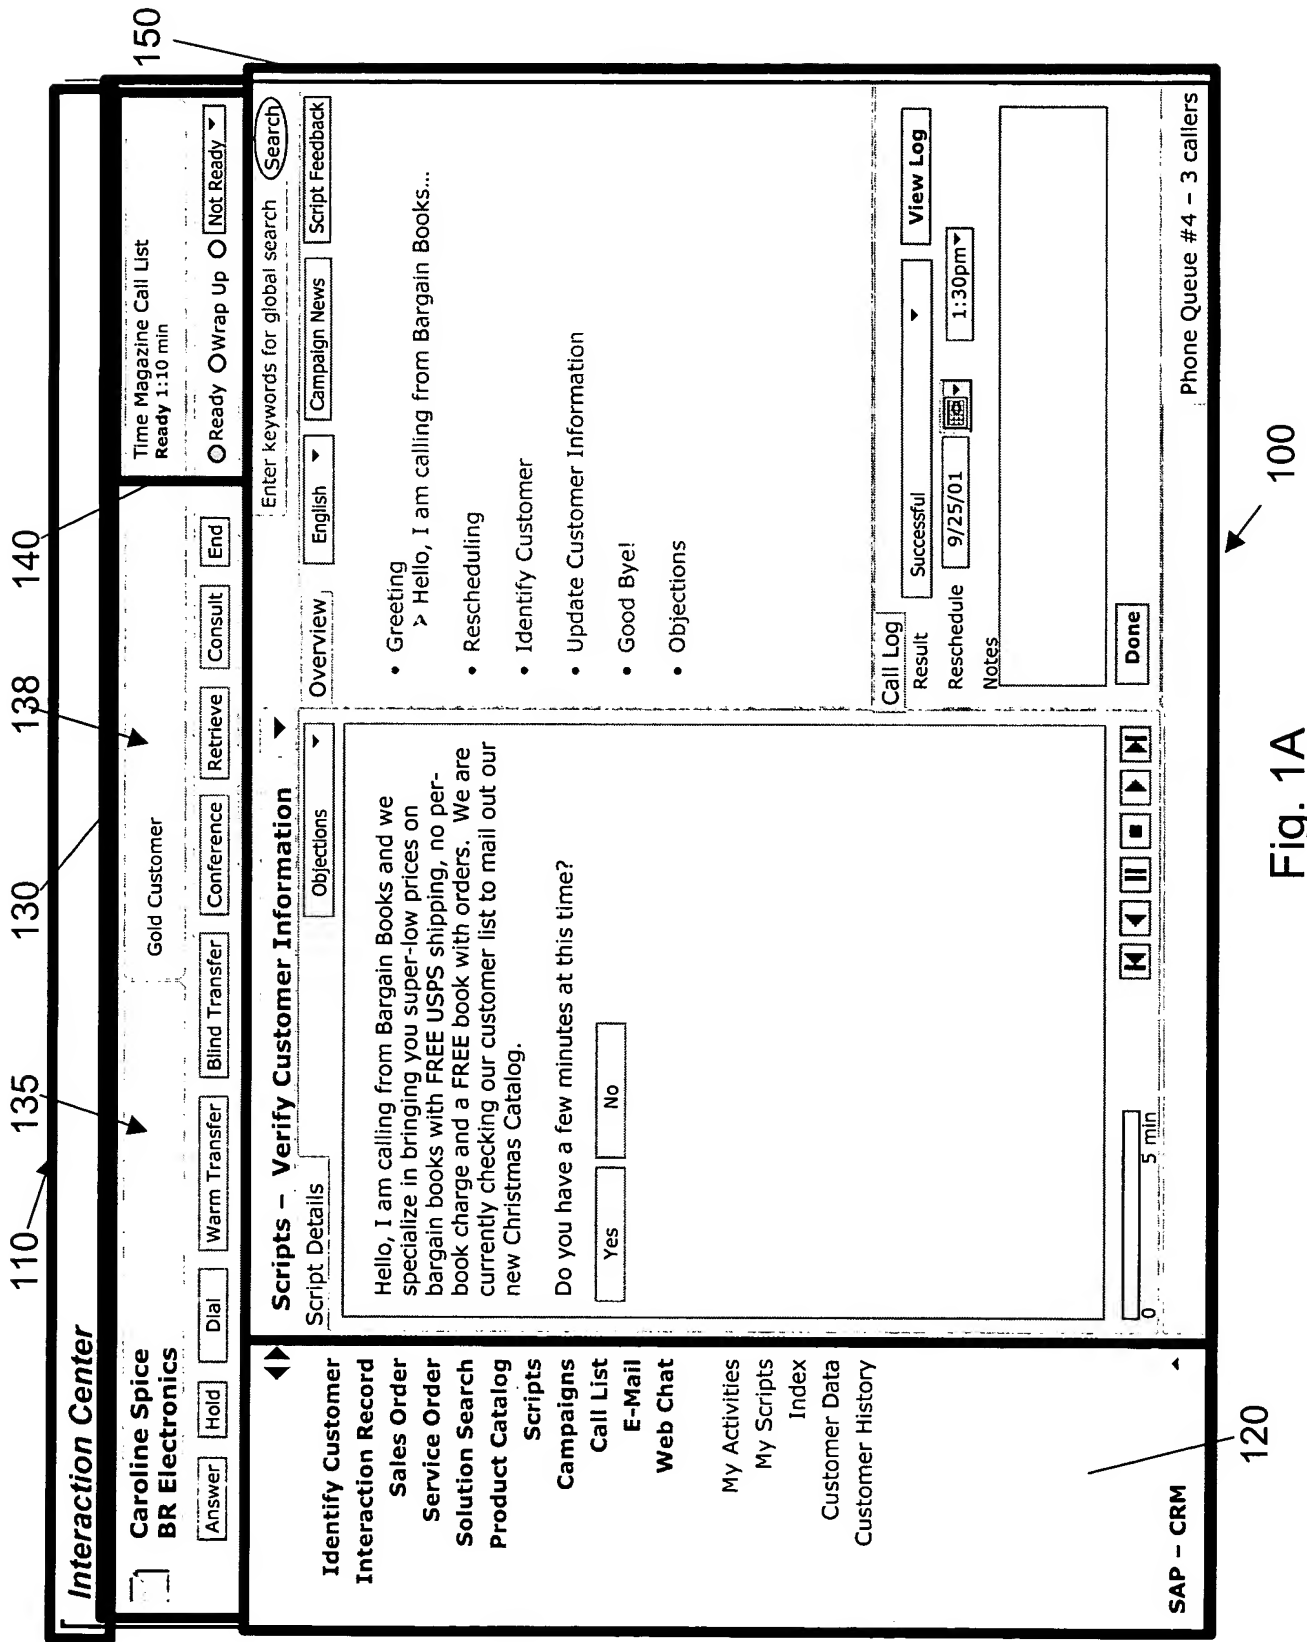 110
135
130
138
140
150
Interaction Center
Caroline Spice
BR Electronics
Gold Customer
Time Magazine Call List
Ready 1:10 min
Answer
Hold
Dial
Warm Transfer
Blind Transfer
Conference
Retrieve
Consult
End
Ready
Wrap Up
Not Ready
Enter keywords for global search
Search
Identify Customer
Interaction Record
Sales Order
Service Order
Solution Search
Product Catalog
Scripts
Campaigns
Call List
E-Mail
Web Chat
My Activities
My Scripts
Index
Customer Data
Customer History
SAP – CRM
Scripts – Verify Customer Information
Script Details
Objections
Hello, I am calling from Bargain Books and we
specialize in bringing you super-low prices on
bargain books with FREE USPS shipping, no per-
book charge and a FREE book with orders. We are
currently checking our customer list to mail out our
new Christmas Catalog.
Do you have a few minutes at this time?
Yes
No
0
5 min
Overview
English
Campaign News
Script Feedback
• Greeting
> Hello, I am calling from Bargain Books...
• Rescheduling
• Identify Customer
• Update Customer Information
• Good Bye!
• Objections
Call Log
Result
Successful
View Log
Reschedule
9/25/01
1:30pm
Notes
Done
Phone Queue #4 – 3 callers
120
100
Fig. 1A